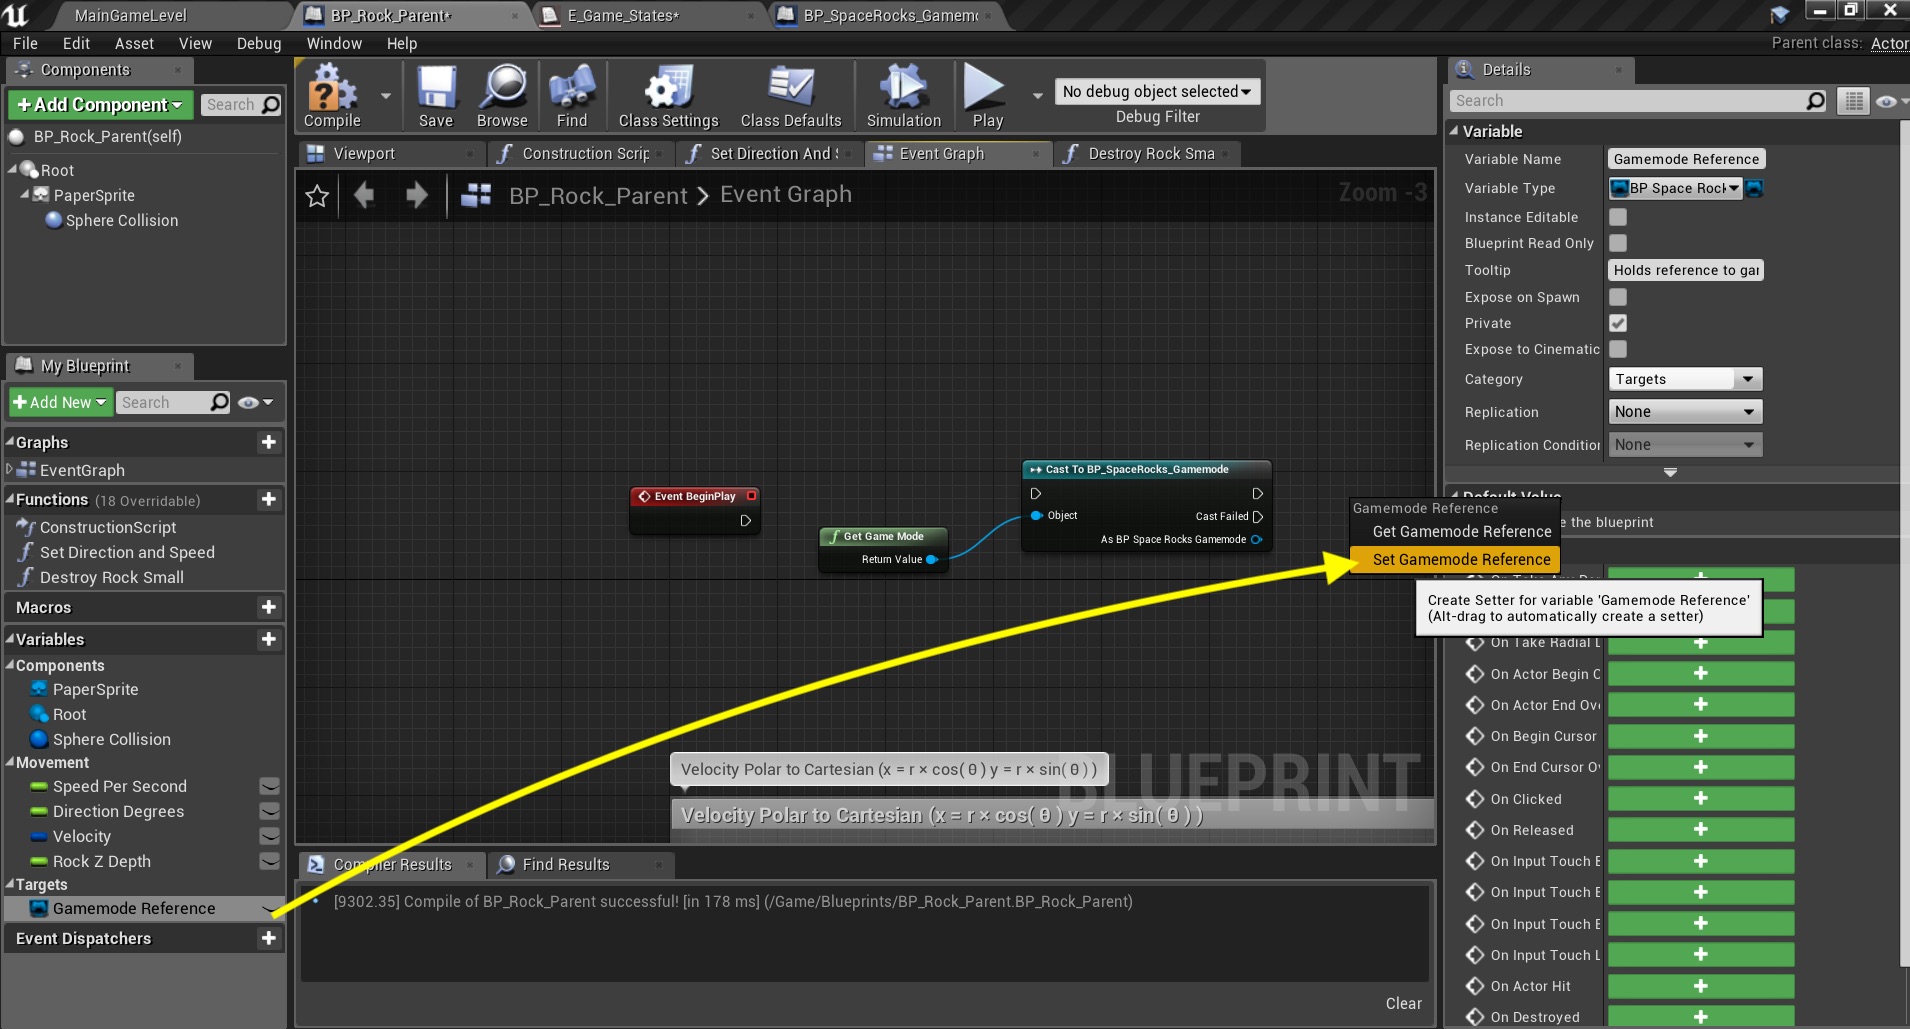 MainGameLevel
BP_Rock_Parent*
E_Game_States*
BP_SpaceRocks_Gamem
File Edit Asset View Debug Window Help
Parent class: Actor
Components
+Add Component
Search
BP_Rock_Parent(self)
Root
PaperSprite
Sphere Collision
My Blueprint
Add New
Search
Graphs
EventGraph
Functions (18 Overridable)
ConstructionScript
Set Direction and Speed
Destroy Rock Small
Macros
Variables
Components
PaperSprite
Root
Sphere Collision
Movement
Speed Per Second
Direction Degrees
Velocity
Rock Z Depth
Targets
Gamemode Reference
Event Dispatchers
Compile
Save
Browse
Find
Class Settings
Class Defaults
Simulation
Play
No debug object selected
Debug Filter
Viewport
Construction Scrip
Set Direction And
Event Graph
Destroy Rock Sma
BP_Rock_Parent > Event Graph
Zoom -3
Event BeginPlay
Get Game Mode
Return Value
Cast To BP_SpaceRocks_Gamemode
Object
Cast Failed
As BP Space Rocks Gamemode
Gamemode Reference
Get Gamemode Reference
Set Gamemode Reference
Create Setter for variable 'Gamemode Reference'
(Alt-drag to automatically create a setter)
Velocity Polar to Cartesian (x = r × cos( θ ) y = r × sin( θ ) )
Velocity Polar to Cartesian (x = r × cos( θ ) y = r × sin( θ ) )
BLUEPRINT
Compiler Results
Find Results
[9302.35] Compile of BP_Rock_Parent successful! [in 178 ms] (/Game/Blueprints/BP_Rock_Parent.BP_Rock_Parent)
Clear
Details
Search
Variable
Variable Name Gamemode Reference
Variable Type BP Space Rock
Instance Editable
Blueprint Read Only
Tooltip Holds reference to gar
Expose on Spawn
Private
Expose to Cinematic
Category Targets
Replication None
Replication Condition None
Default Value
e the blueprint
On Take Radial
On Actor Begin
On Actor End Ove
On Begin Cursor
On End Cursor
On Clicked
On Released
On Input Touch
On Input Touch
On Input Touch
On Input Touch
On Actor Hit
On Destroyed